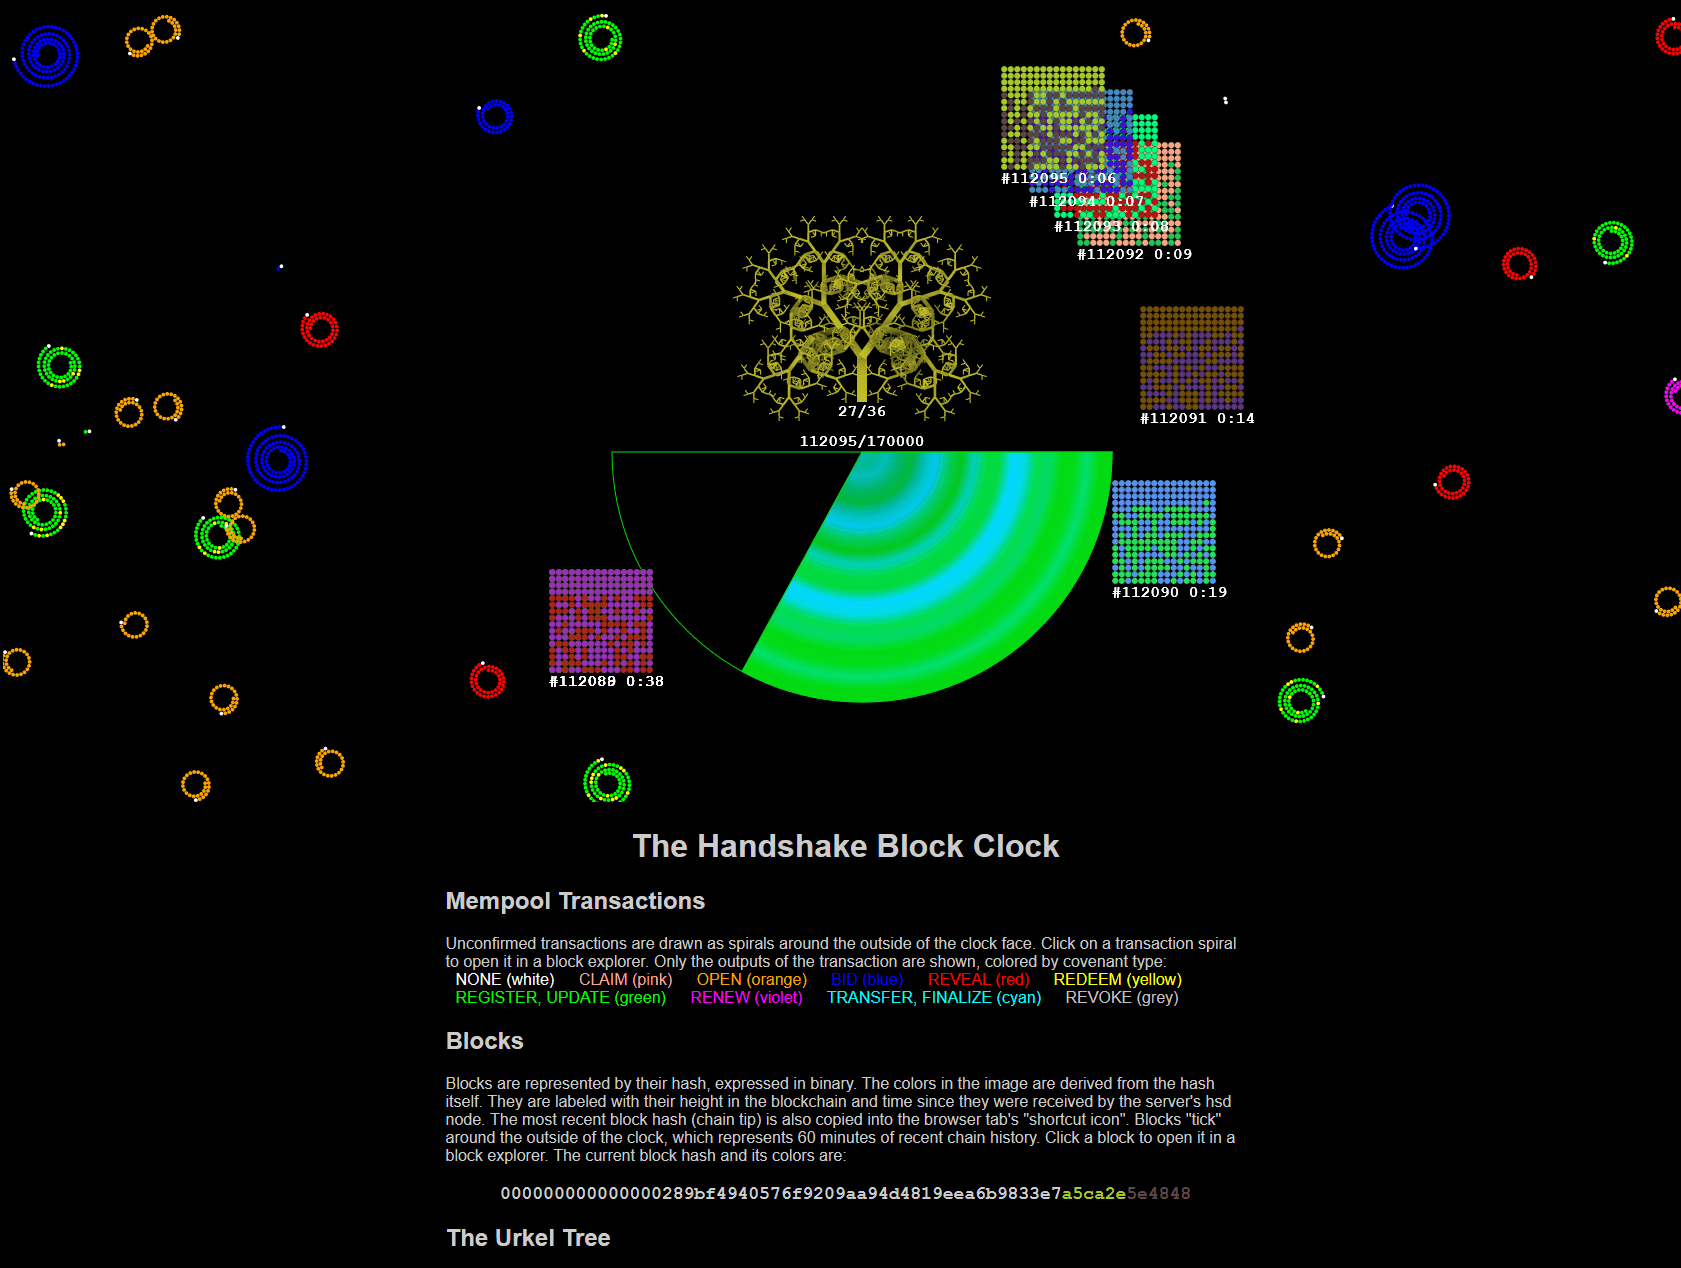 #112095 0:06
#112094 0:07
#112093 0:08
#112092 0:09
27/36
#112091 0:14
112095/170000
#112090 0:19
0:38
The Handshake Block Clock
Mempool Transactions
Unconfirmed transactions are drawn as spirals around the outside of the clock face. Click on a transaction spiral
to open it in a block explorer. Only the outputs of the transaction are shown, colored by covenant type:
NONE (white) CLAIM (pink) OPEN (orange) BID (blue) REVEAL (red) REDEEM (yellow)
REGISTER, UPDATE (green) RENEW (violet) TRANSFER, FINALIZE (cyan) REVOKE (grey)
Blocks
Blocks are represented by their hash, expressed in binary. The colors in the image are derived from the hash
itself. They are labeled with their height in the blockchain and time since they were received by the server's hsd
node. The most recent block hash (chain tip) is also copied into the browser tab's "shortcut icon". Blocks "tick"
around the outside of the clock, which represents 60 minutes of recent chain history. Click a block to open it in a
block explorer. The current block hash and its colors are:
000000000000000289bf4940576f9209aa94d4819eea6b9833e7a5ca2e5e4848
The Urkel Tree